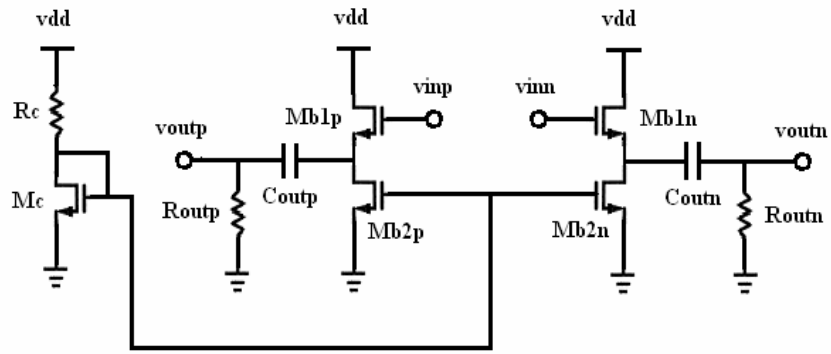 vdd
vdd
vdd
Rc
vinp
vinn
Mb1p
Mb1n
voutp
voutn
Mc
Coutp
Coutn
Routp
Routn
Mb2p
Mb2n